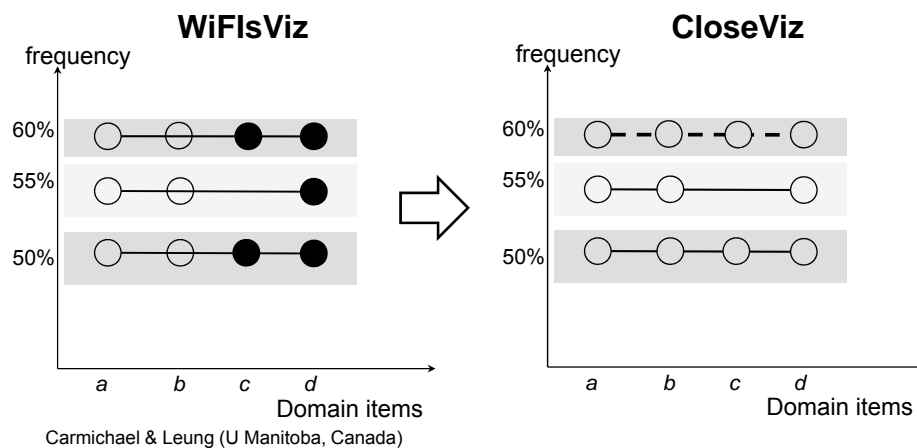 WiFIsViz
frequency
60%
55%
50%
a b c d
Domain items
Carmichael & Leung (U Manitoba, Canada)
CloseViz
frequency
60%
55%
50%
a b c d
Domain items